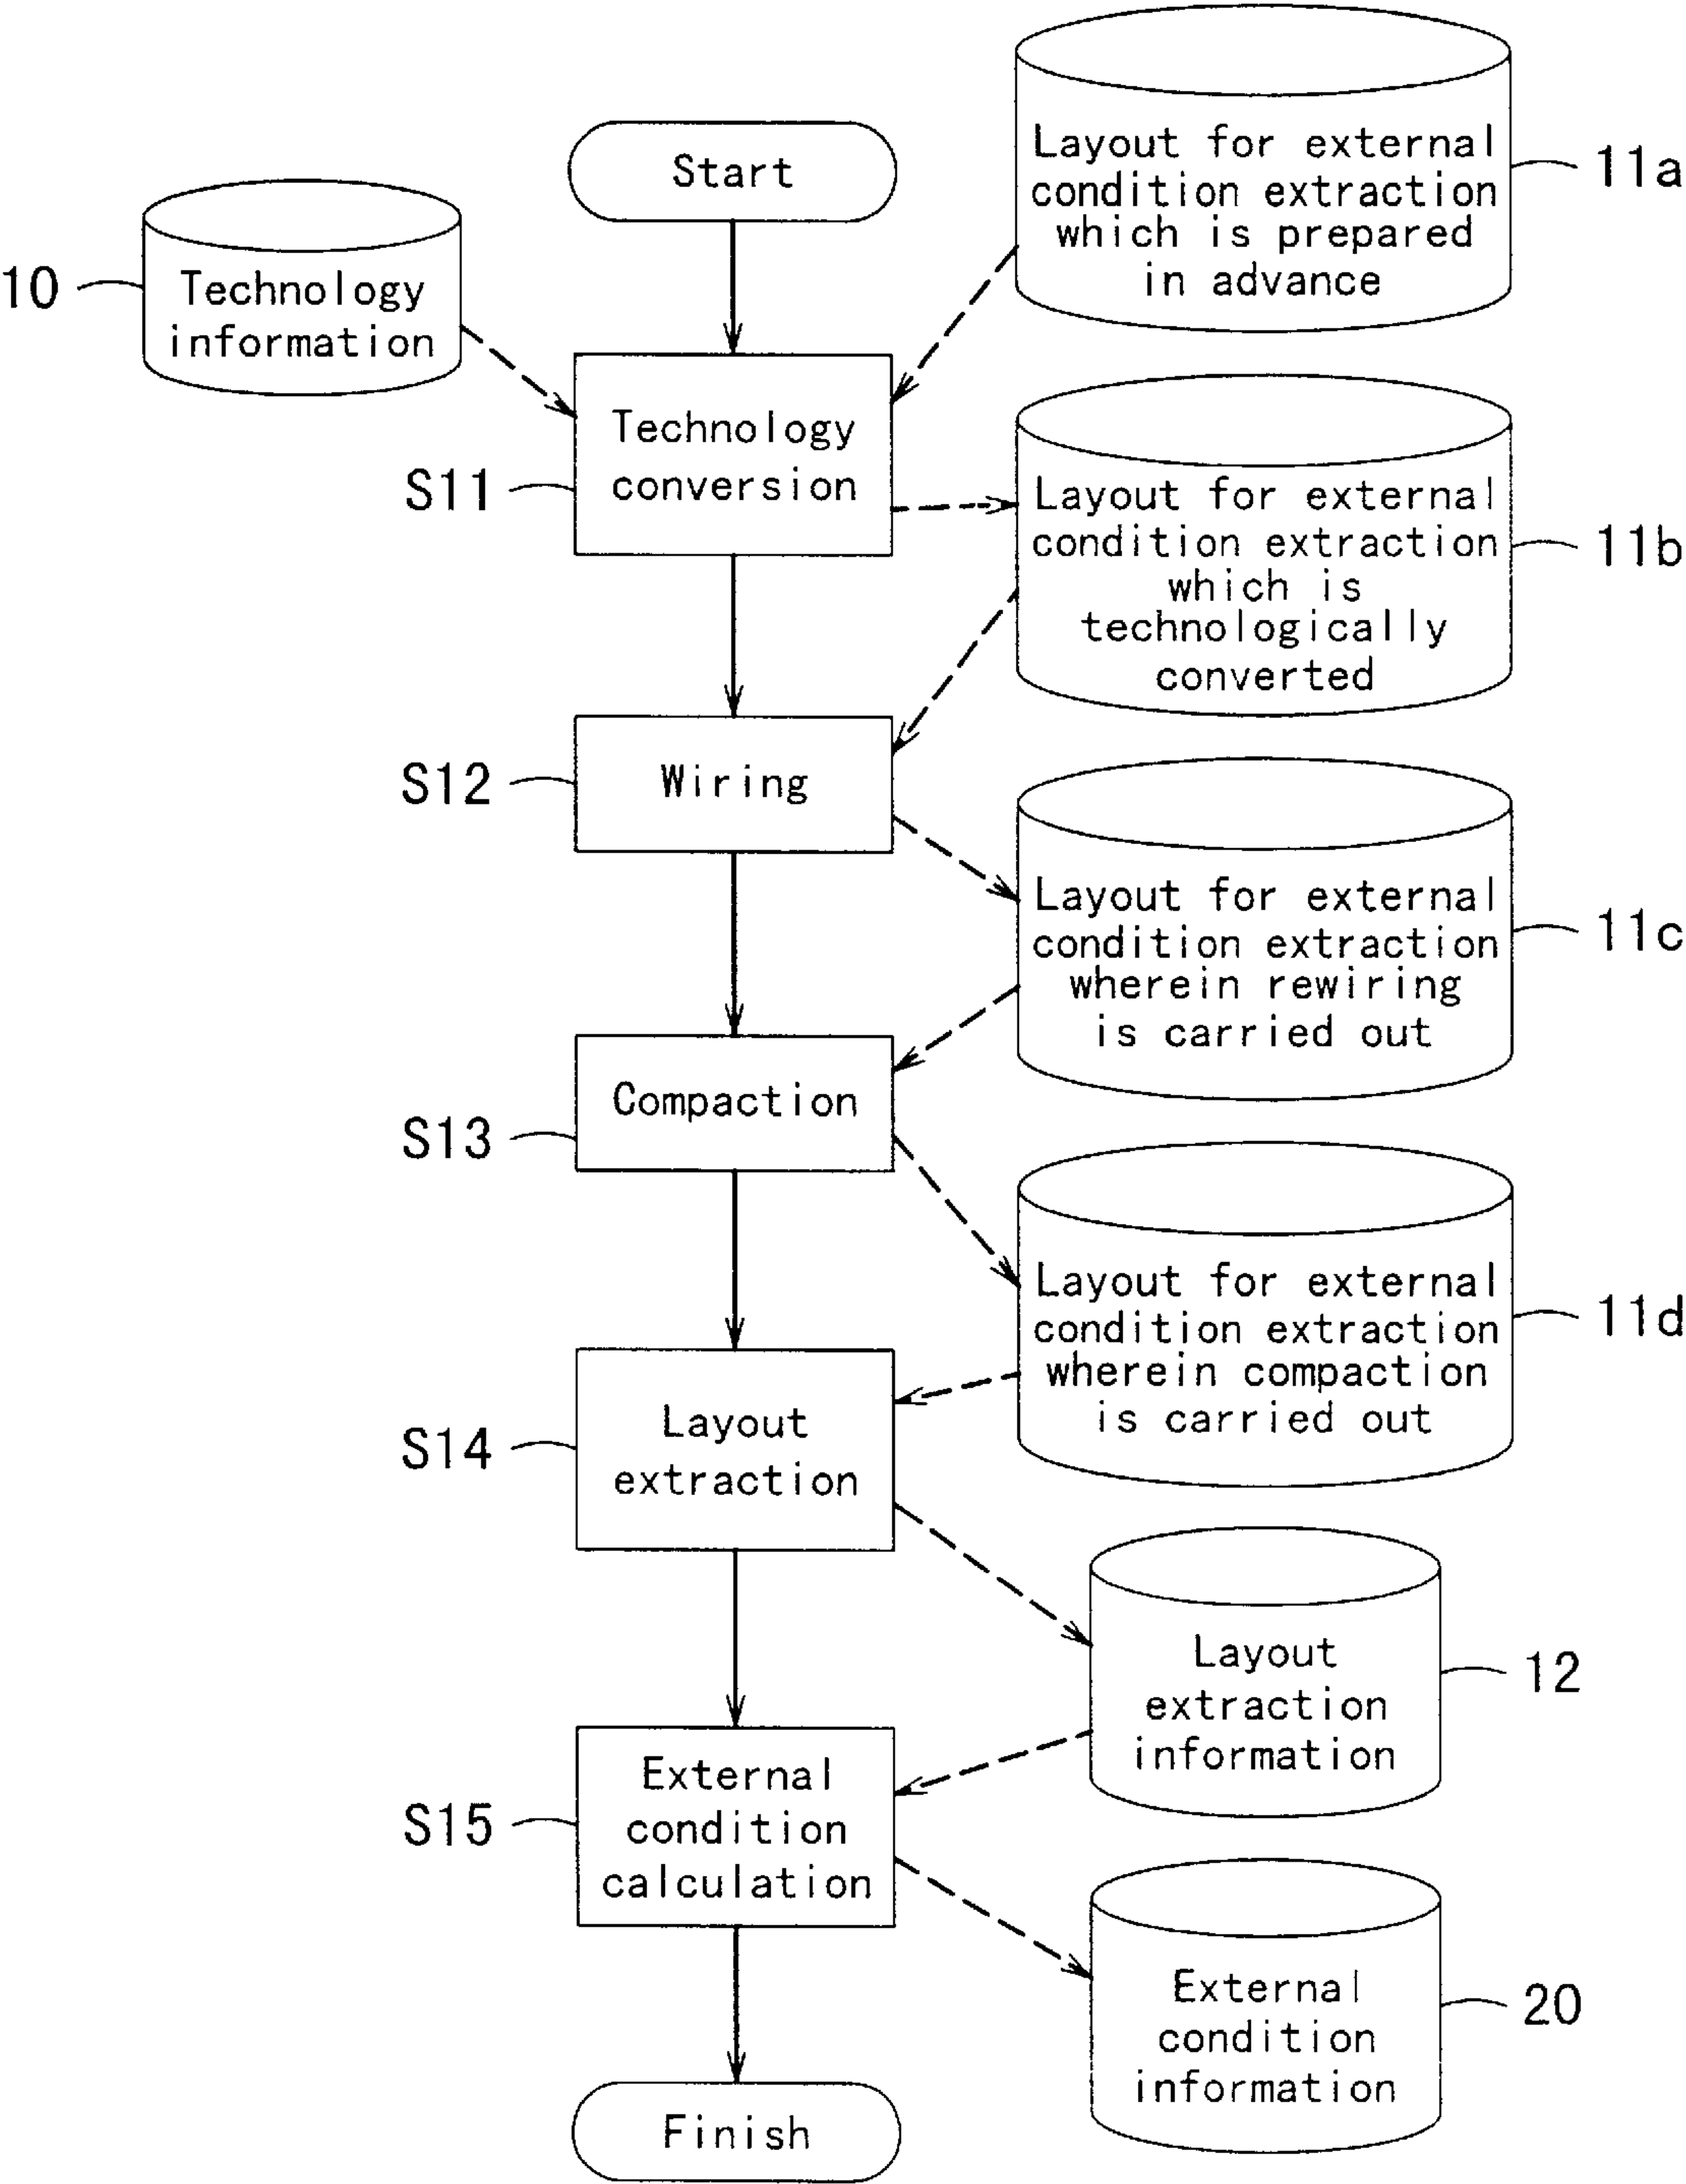 Start
Layout for external
condition extraction
which is prepared
in advance
11a
10
Technology
information
Technology
conversion
S11
Layout for external
condition extraction
which is
technologically
converted
11b
S12
Wiring
Layout for external
condition extraction
wherein rewiring
is carried out
11c
Compaction
S13
Layout for external
condition extraction
wherein compaction
is carried out
11d
S14
Layout
extraction
Layout
extraction
information
12
S15
External
condition
calculation
External
condition
information
20
Finish